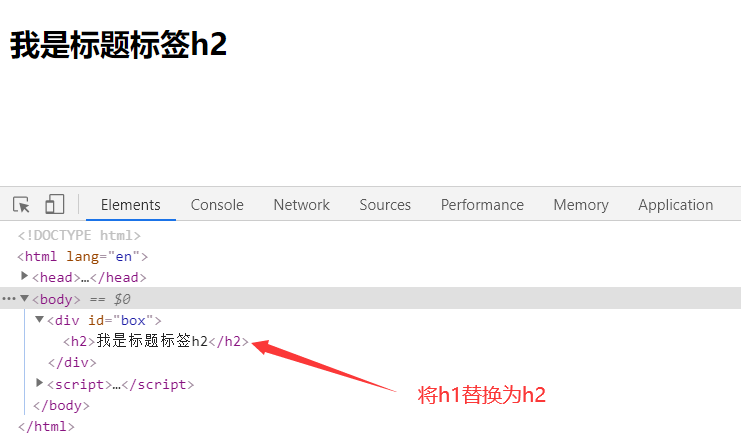 我是标题标签h2
Elements Console Network Sources Performance Memory Application
<!DOCTYPE html>
<html lang="en">
<head>…</head>
<body> == $0
<div id="box">
<h2>我是标题标签h2</h2>
</div>
<script>…</script>
将h1替换为h2
</body>
</html>